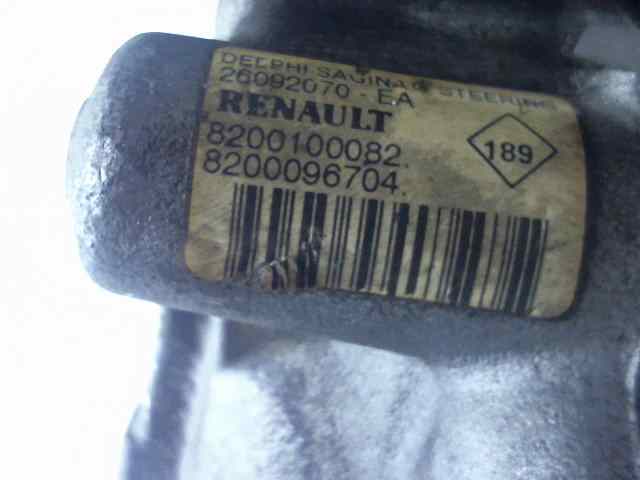 DELPHI SAGINAW STEERING
26092070 - EA
RENAULT
8200100082.
8200096704.
189